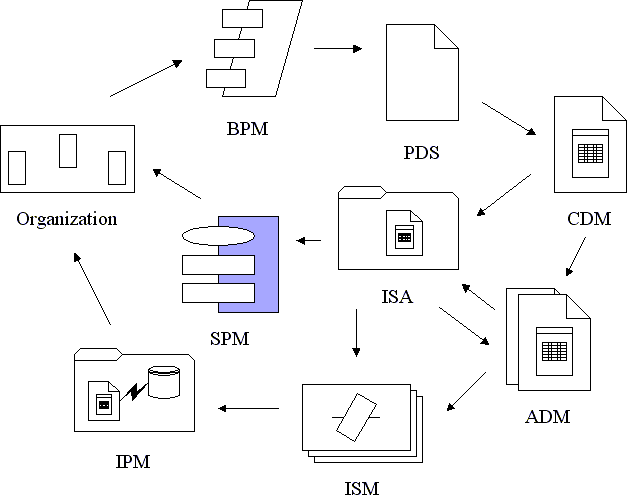 BPM
PDS
CDM
Organization
ISA
SPM
ADM
IPM
ISM